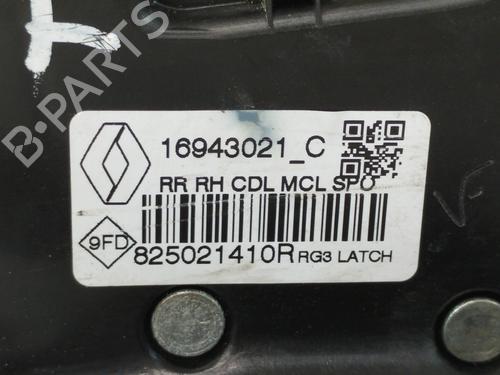 16943021_C
RR RH CDL MCL SPO
9FD
825021410R RG3 LATCH
B-PARTS